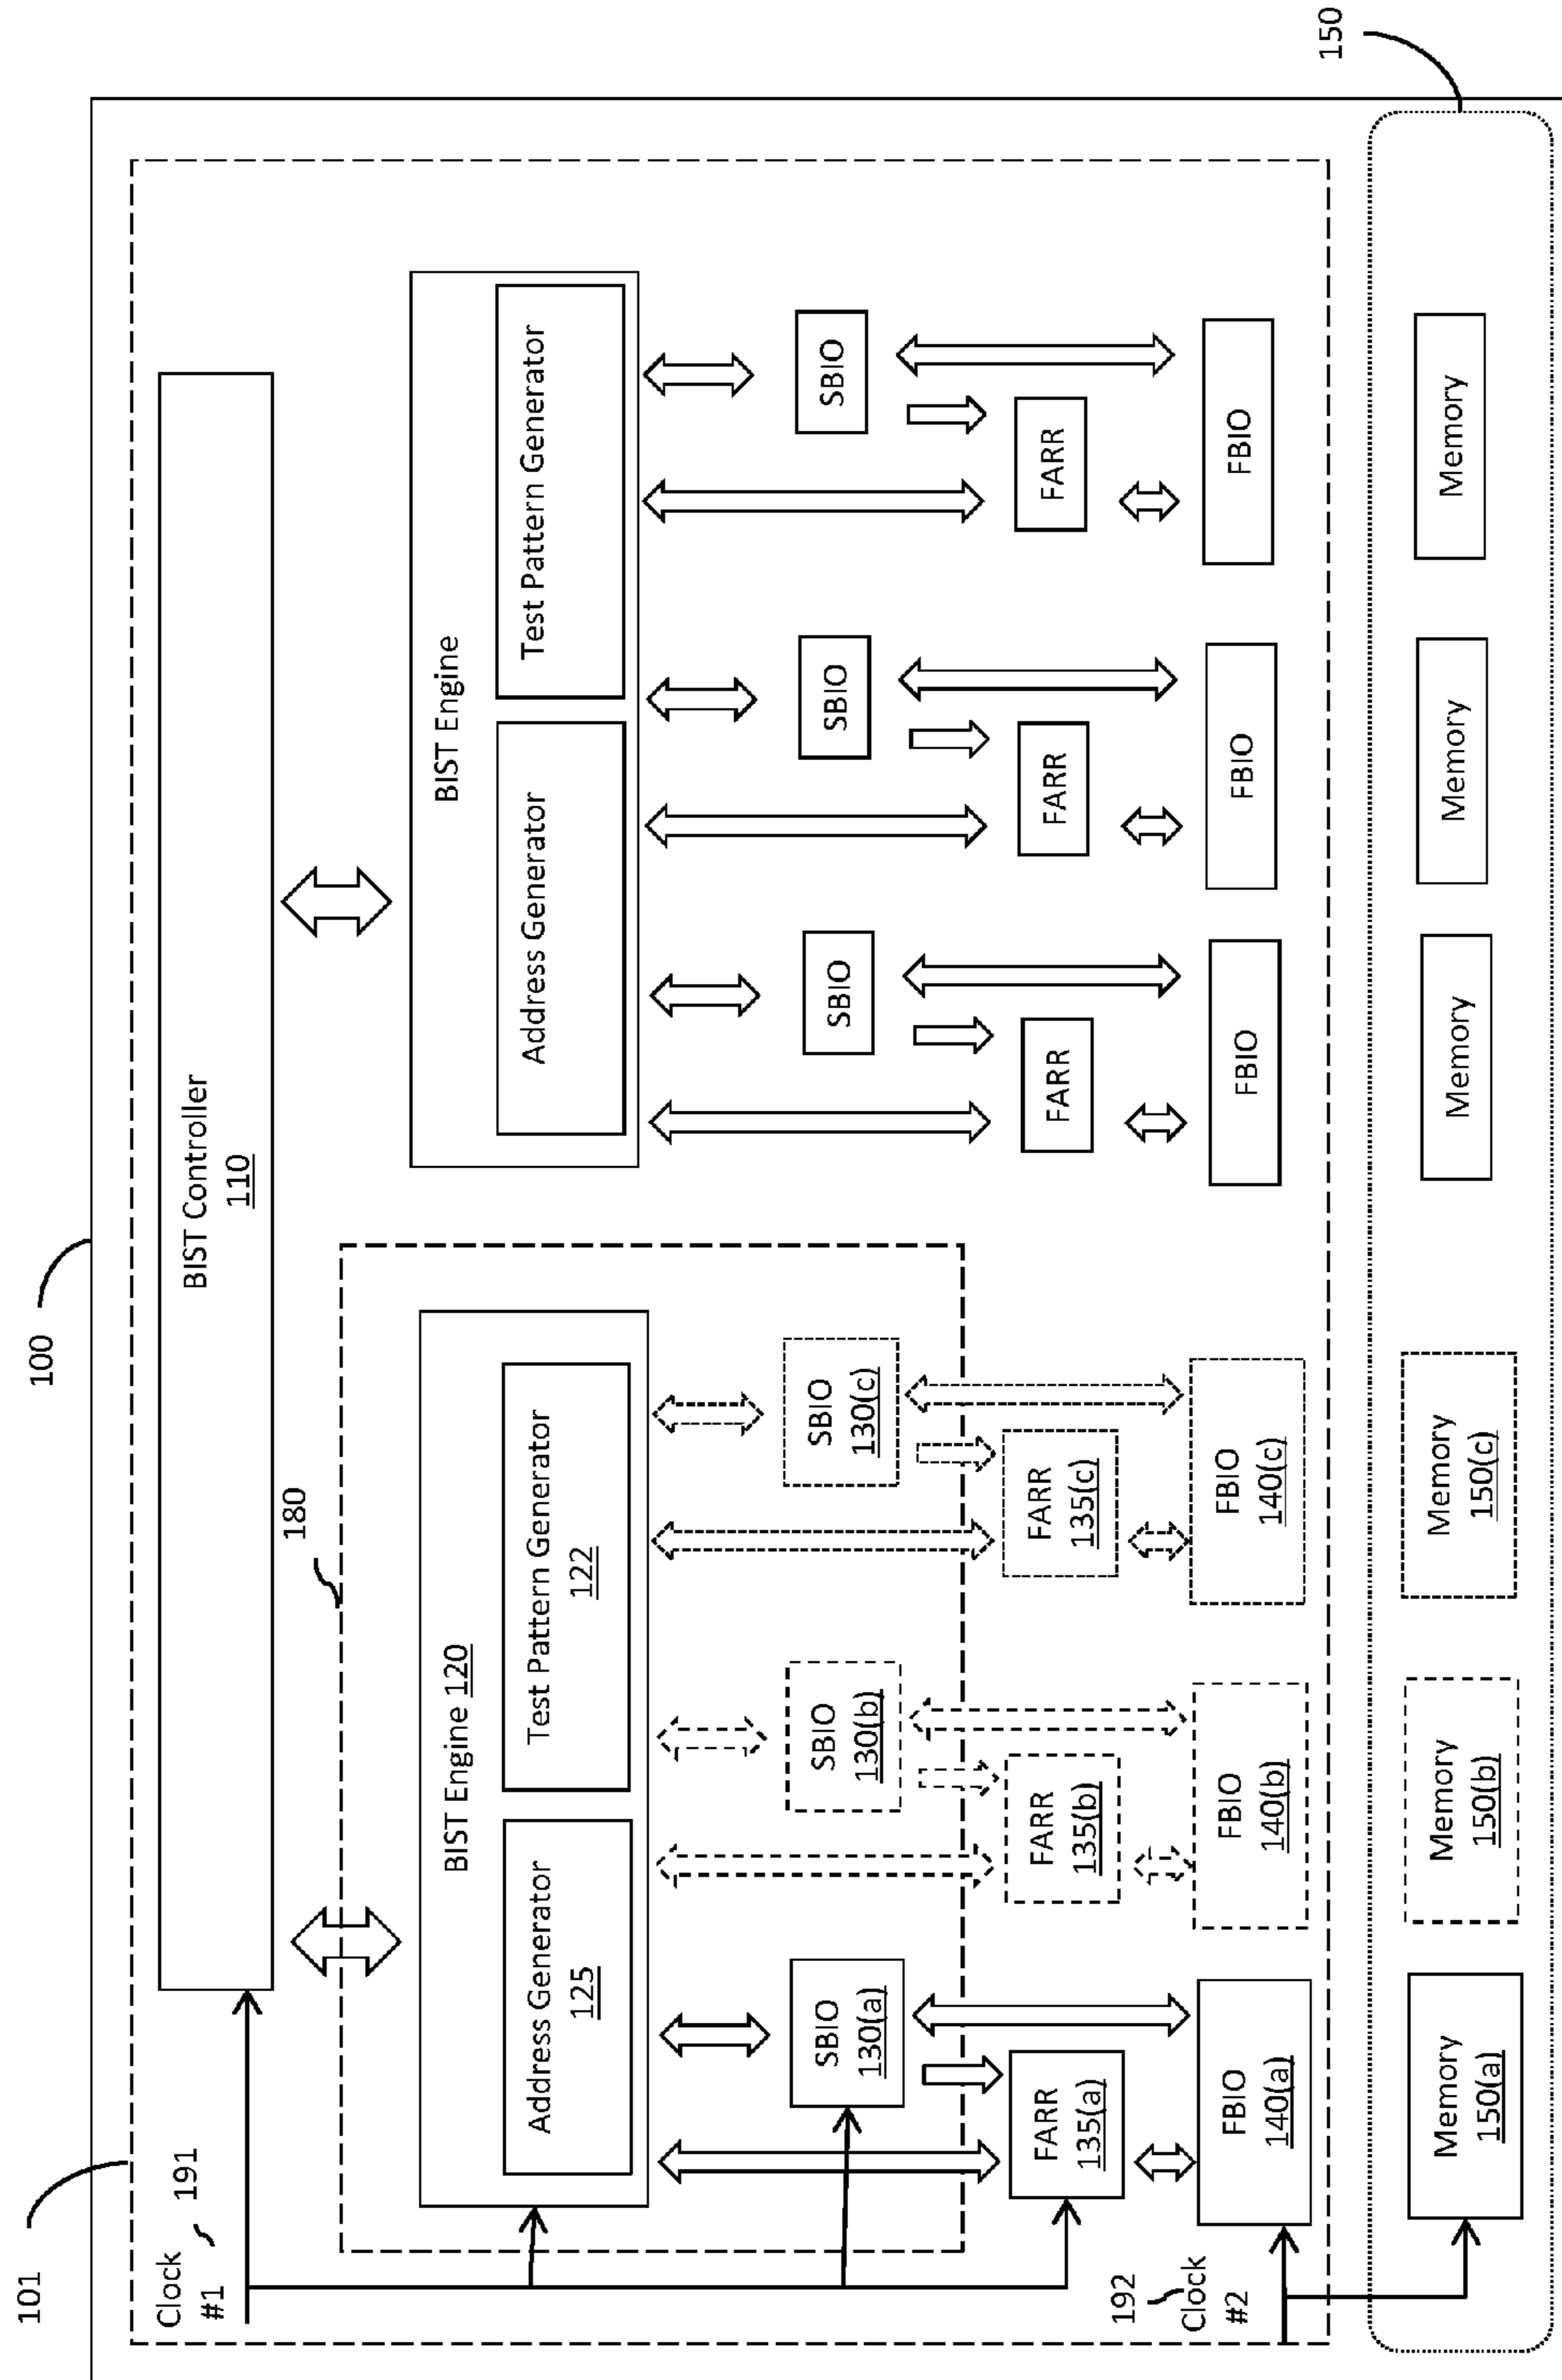 100
101
150
Clock
#1
191
BIST Controller
110
180
BIST Engine 120
Address Generator
125
Test Pattern Generator
122
BIST Engine
Address Generator
Test Pattern Generator
SBIO
130(a)
SBIO
130(b)
SBIO
130(c)
SBIO
SBIO
SBIO
FARR
135(a)
FARR
135(b)
FARR
135(c)
FARR
FARR
FARR
192
Clock
#2
FBIO
140(a)
FBIO
140(b)
FBIO
140(c)
FBIO
FBIO
FBIO
Memory
150(a)
Memory
150(b)
Memory
150(c)
Memory
Memory
Memory